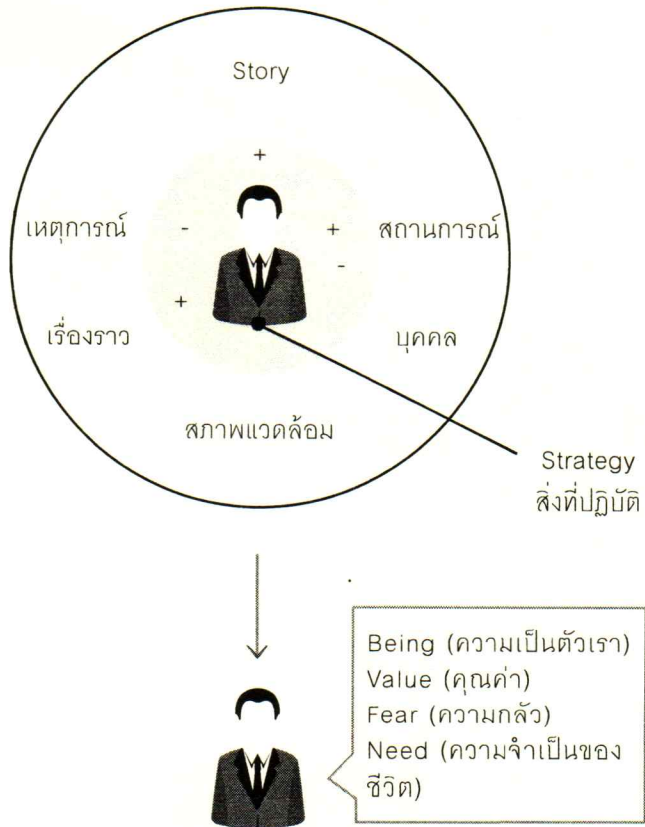 Story
+
เหตุการณ์ - + สถานการณ์
-
+
เรื่องราว บุคคล
สภาพแวดล้อม
Strategy
สิ่งที่ปฏิบัติ
Being (ความเป็นตัวเรา)
Value (คุณค่า)
Fear (ความกลัว)
Need (ความจำเป็นของ
ชีวิต)